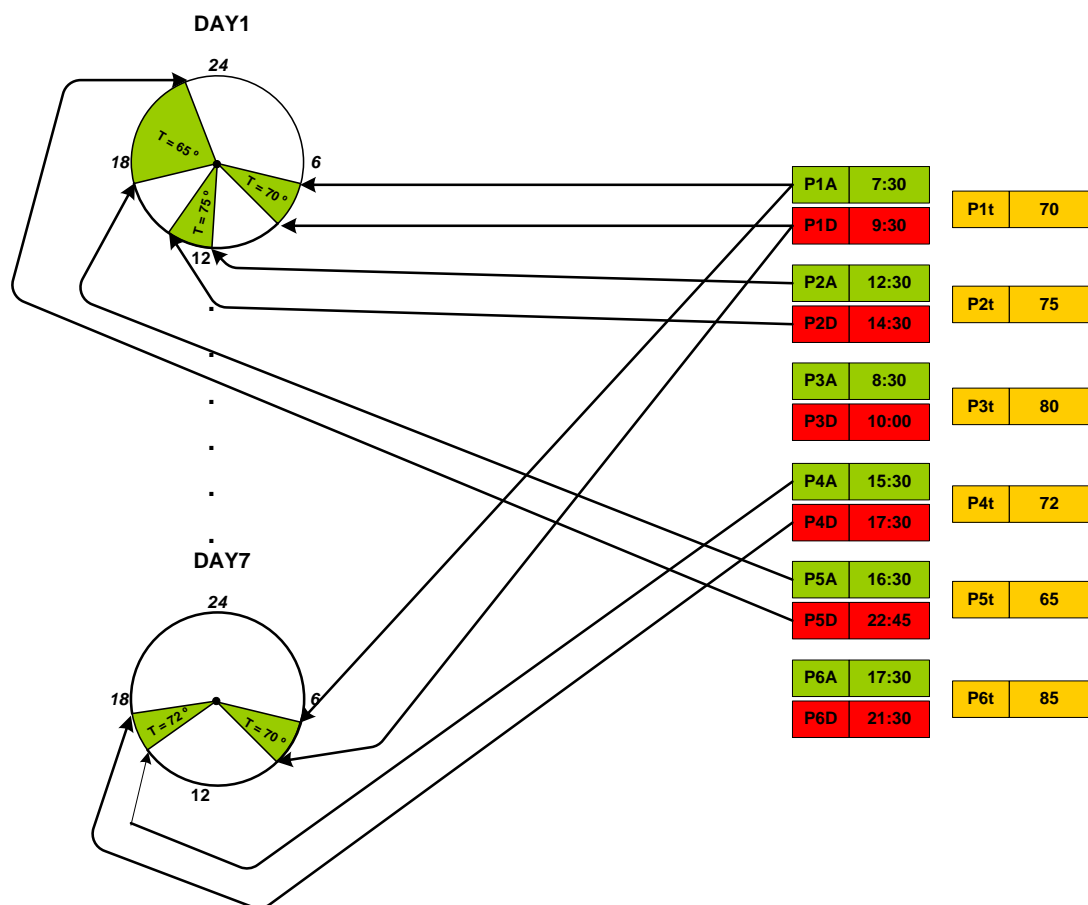 DAY1
24
T = 65 º
18
6
T = 70 º
T = 75 º
12
P1A 7:30
P1D 9:30
P1t 70
P2A 12:30
P2D 14:30
P2t 75
P3A 8:30
P3D 10:00
P3t 80
P4A 15:30
P4D 17:30
P4t 72
P5A 16:30
P5D 22:45
P5t 65
P6A 17:30
P6D 21:30
P6t 85
DAY7
24
18
6
T = 72 º
T = 70 º
12